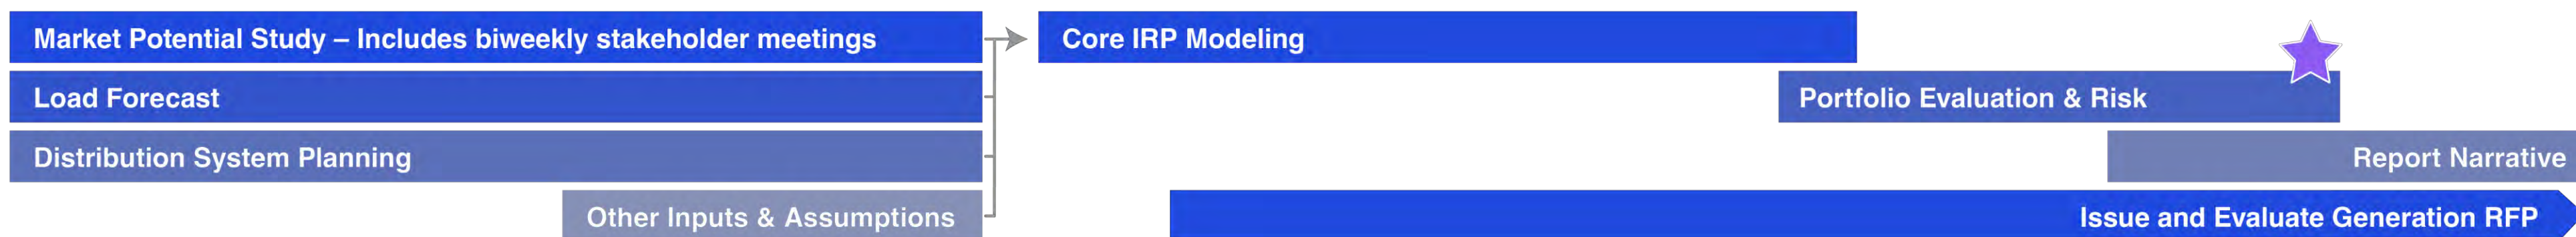 Market Potential Study – Includes biweekly stakeholder meetings
Core IRP Modeling
Load Forecast
Portfolio Evaluation & Risk
Distribution System Planning
Report Narrative
Other Inputs & Assumptions
Issue and Evaluate Generation RFP